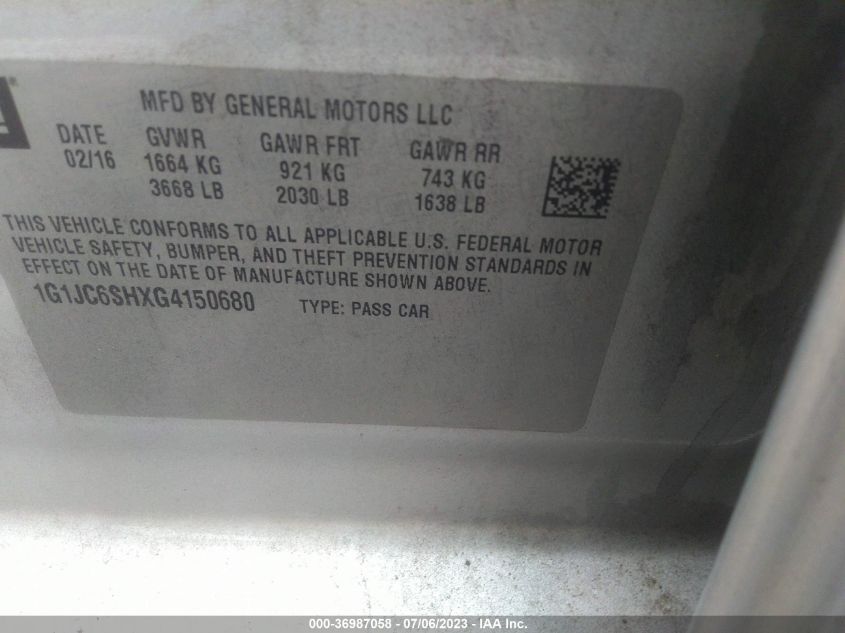 MFD BY GENERAL MOTORS LLC
DATE GVWR GAWR FRT GAWR RR
02/16 1664 KG 921 KG 743 KG
3668 LB 2030 LB 1638 LB
THIS VEHICLE CONFORMS TO ALL APPLICABLE U.S. FEDERAL MOTOR
VEHICLE SAFETY, BUMPER, AND THEFT PREVENTION STANDARDS IN
EFFECT ON THE DATE OF MANUFACTURE SHOWN ABOVE.
1G1JC6SHXG4150680 TYPE: PASS CAR
000-36987058 - 07/06/2023 - IAAI Inc.